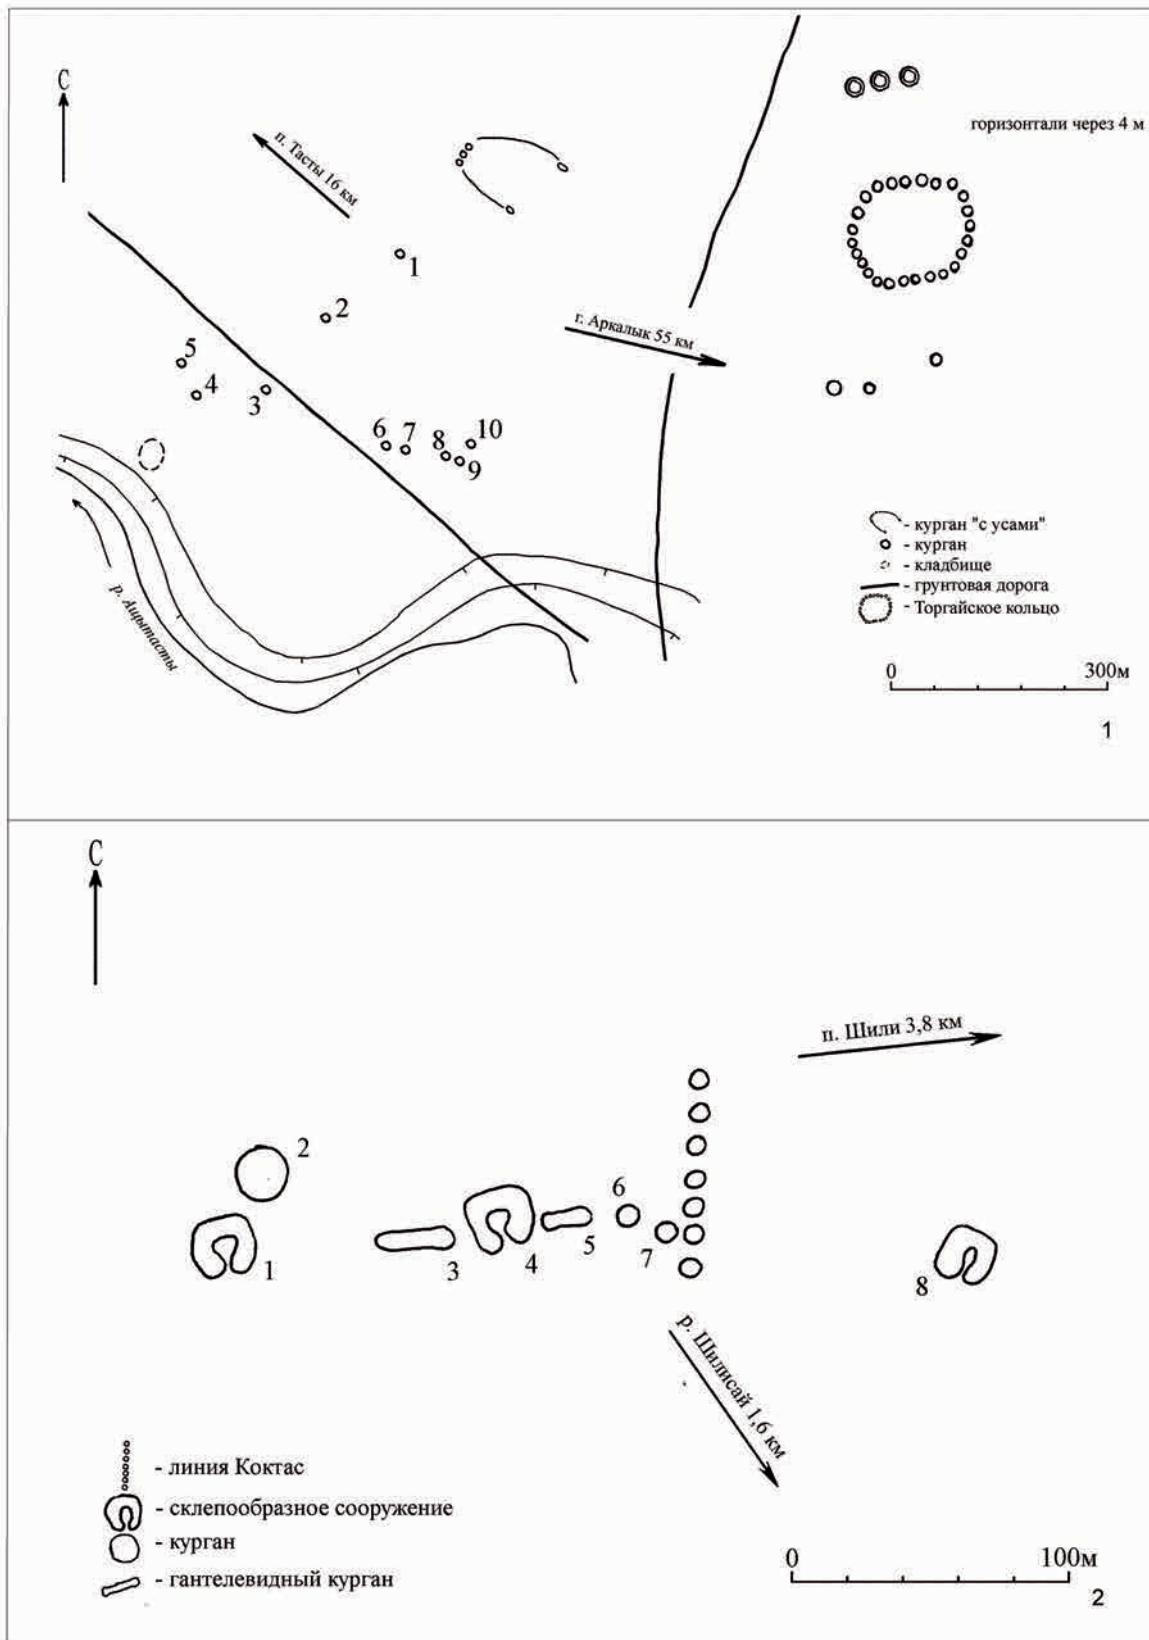 С
горизонтали через 4 м
п. Тасты 16 км
1
2
г. Аркалык 55 км
5
4
3
6
7
8
10
9
- курган "с усами"
- курган
- кладбище
- грунтовая дорога
- Торгайское кольцо
р. Ащытасты
0
300м
1
С
п. Шили 3,8 км
2
6
1
3
4
5
7
8
р. Шилисай 1,6 км
- линия Коктас
- склепообразное сооружение
- курган
- гантелевидный курган
0
100м
2